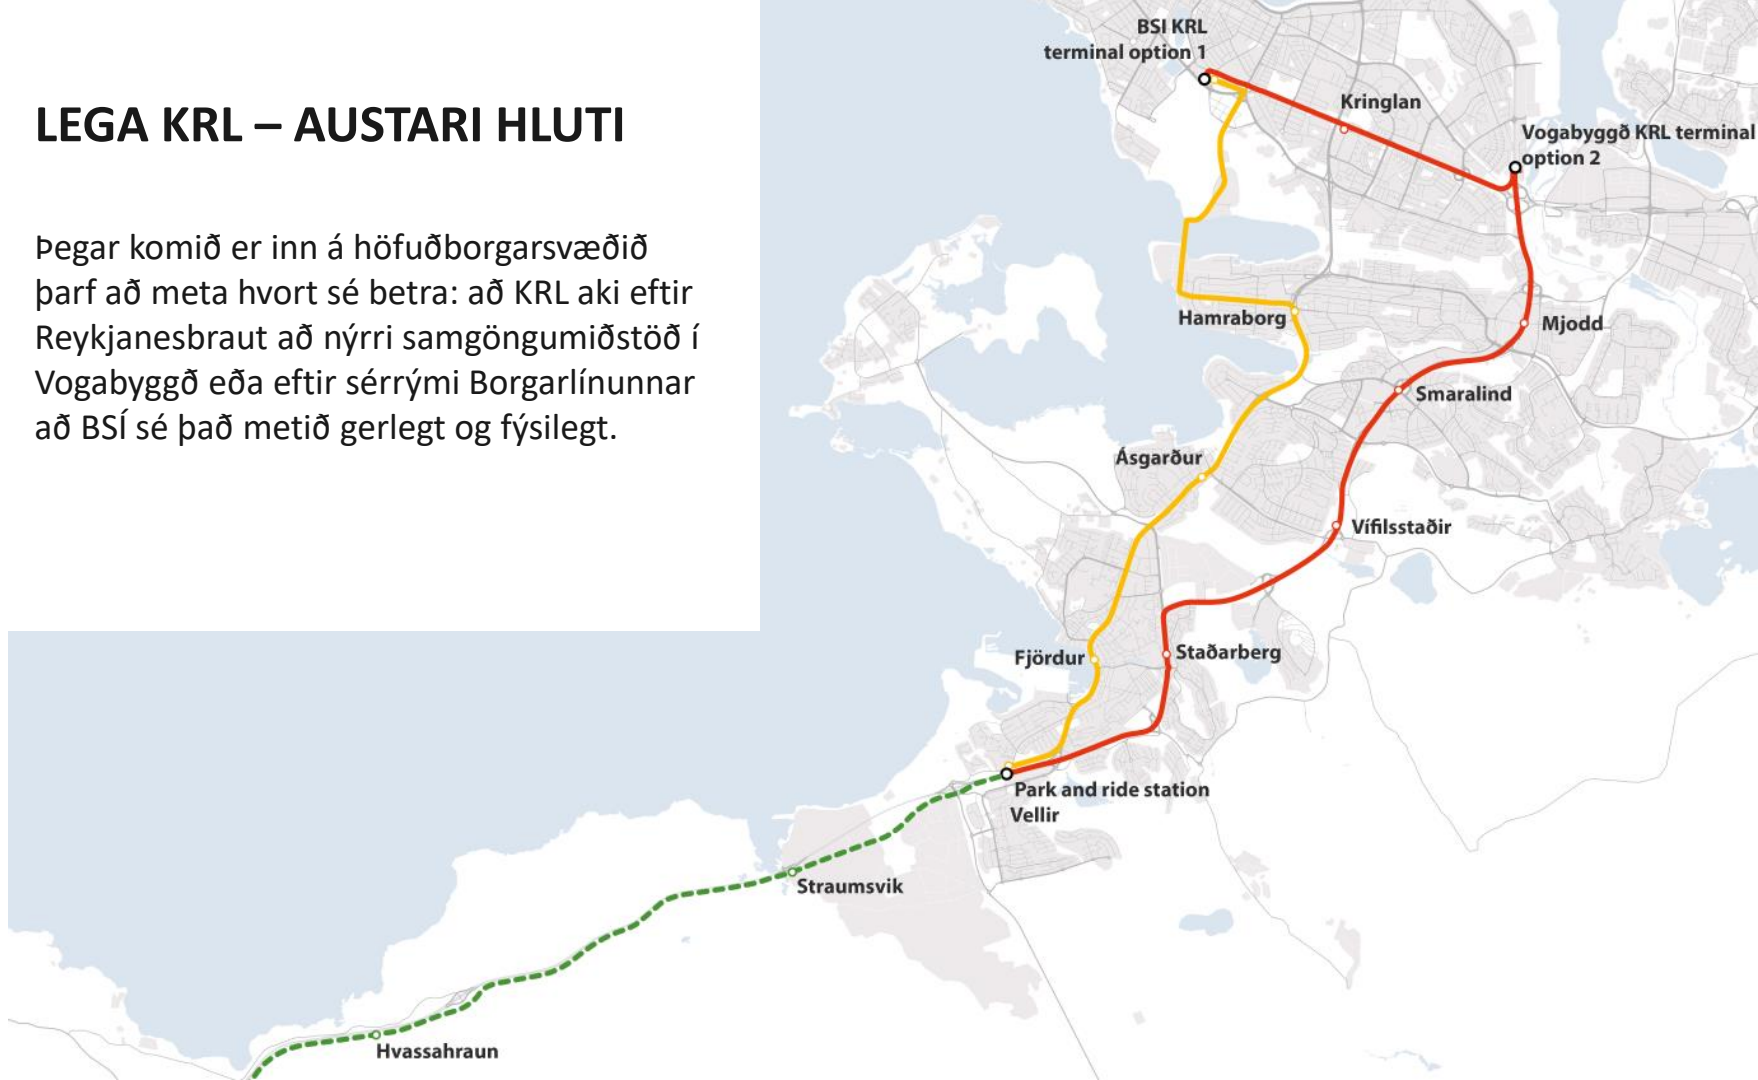 LEGA KRL – AUSTARI HLUTI
Þegar komið er inn á höfuðborgarsvæðið
þarf að meta hvort sé betra: að KRL aki eftir
Reykjanesbraut að nýrri samgöngumiðstöð í
Vogabyggð eða eftir sérrými Borgarlínunnar
að BSÍ sé það metið gerlegt og fýsilegt.
BSI KRL
terminal option 1
Kringlan
Vogabyggð KRL terminal
option 2
Hamraborg
Mjodd
Smaralind
Ásgarður
Vífilsstaðir
Fjördur
Staðarberg
Park and ride station
Vellir
Straumsvik
Hvassahraun